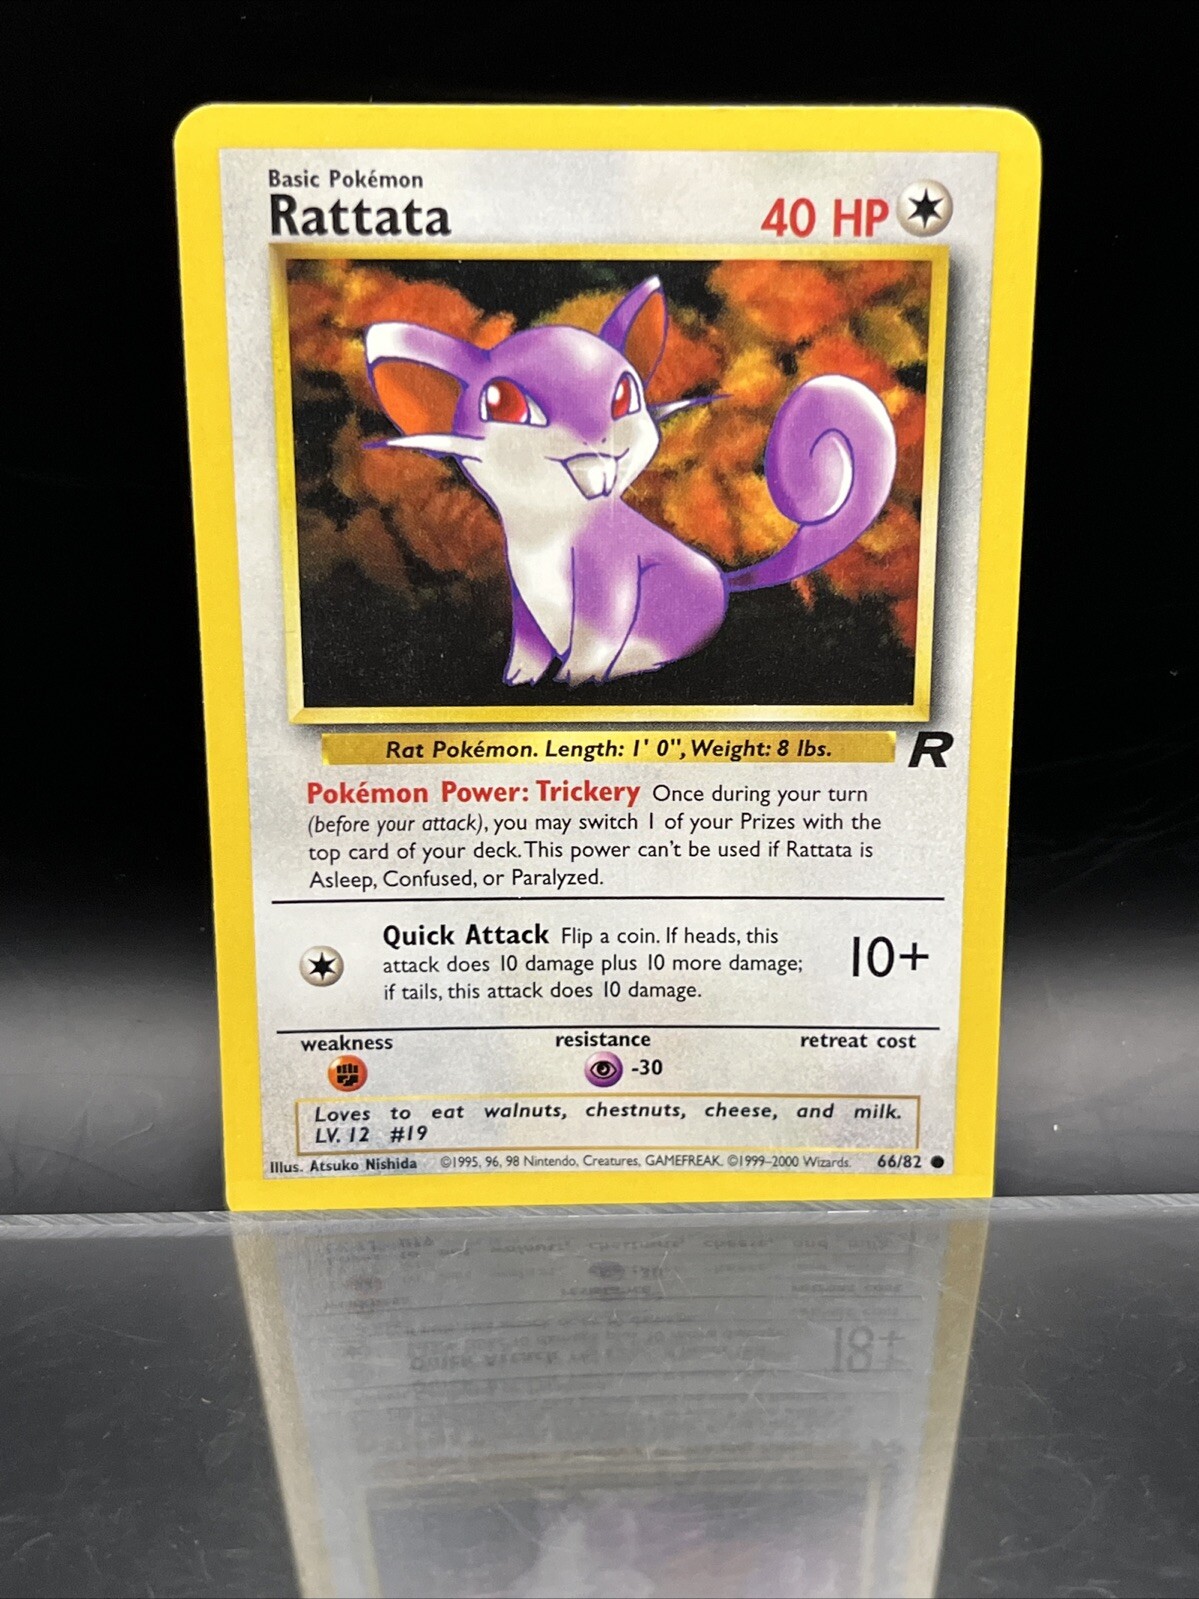 Basic Pokémon
Rattata
40 HP
Rat Pokémon. Length: 1' 0", Weight: 8 lbs.
R
Pokémon Power: Trickery Once during your turn
(before your attack), you may switch 1 of your Prizes with the
top card of your deck. This power can't be used if Rattata is
Asleep, Confused, or Paralyzed.
Quick Attack Flip a coin. If heads, this
attack does 10 damage plus 10 more damage;
if tails, this attack does 10 damage.
10+
weakness resistance retreat cost
-30
Loves to eat walnuts, chestnuts, cheese, and milk.
LV. 12 #19
Illus. Atsuko Nishida ©1995, 96, 98 Nintendo, Creatures, GAMEFREAK. ©1999–2000 Wizards. 66/82